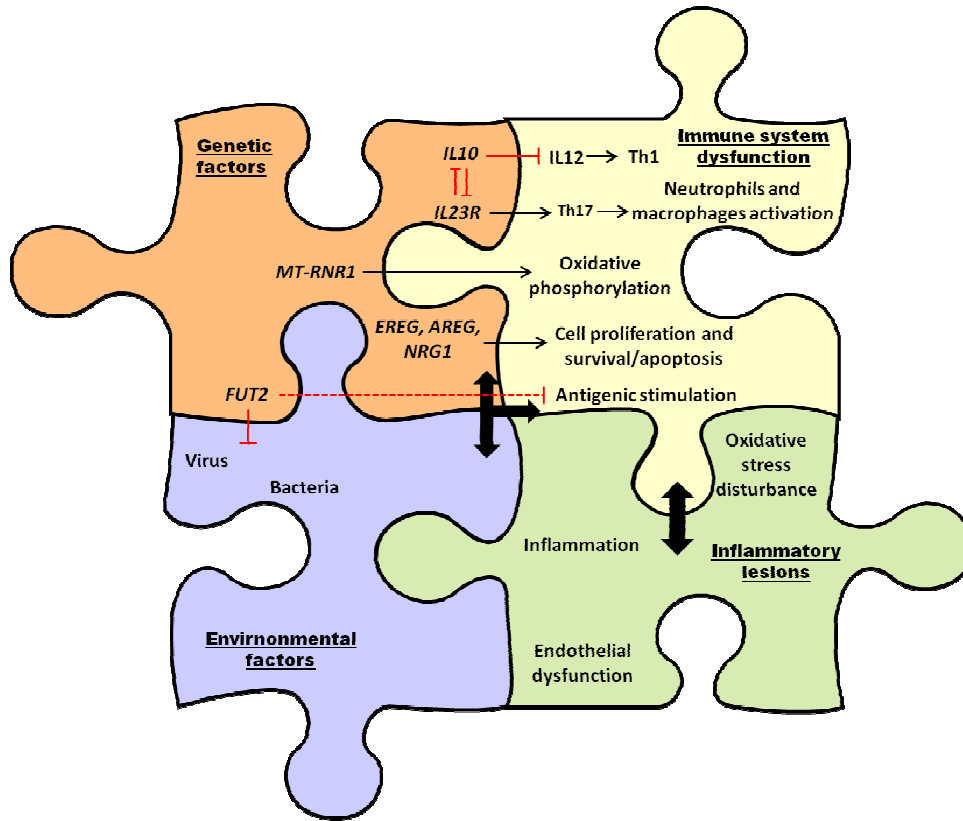 Genetic
factors
IL10
IL23R
MT-RNR1
EREG, AREG,
NRG1
FUT2
Immune system
dysfunction
IL12
Th1
Th17
Neutrophils and
macrophages activation
Oxidative
phosphorylation
Cell proliferation and
survival/apoptosis
Antigenic stimulation
Virus
Bacteria
Envirnonmental
factors
Oxidative
stress
disturbance
Inflammation
Inflammatory
lesions
Endothelial
dysfunction